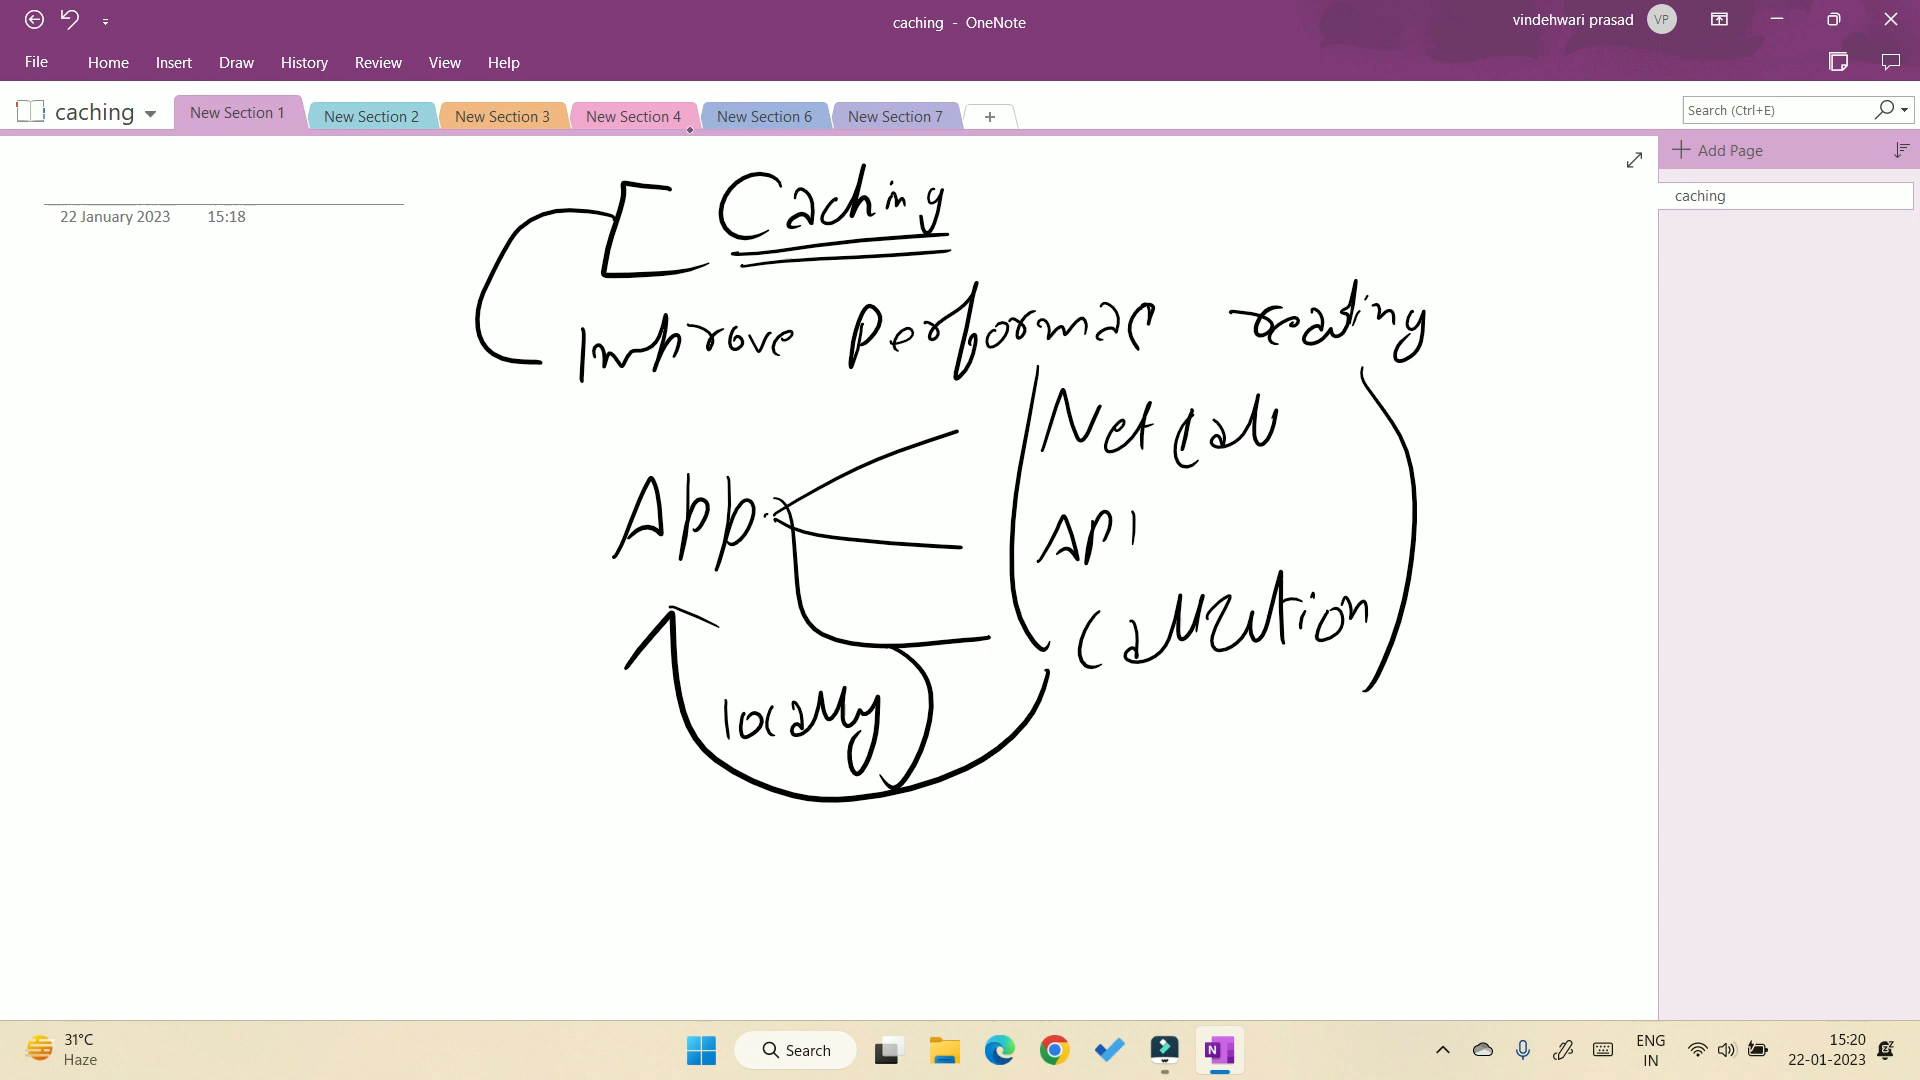 caching - OneNote
vindehwari prasad VP
File Home Insert Draw History Review View Help
caching New Section 1 New Section 2 New Section 3 New Section 4 New Section 6 New Section 7
Search (Ctrl+E)
Add Page
caching
22 January 2023 15:18
Caching
Improve Performac reading
Net Call
App
API
Locally
31°C
Haze
Search
N
ENG
IN
15:20
22-01-2023